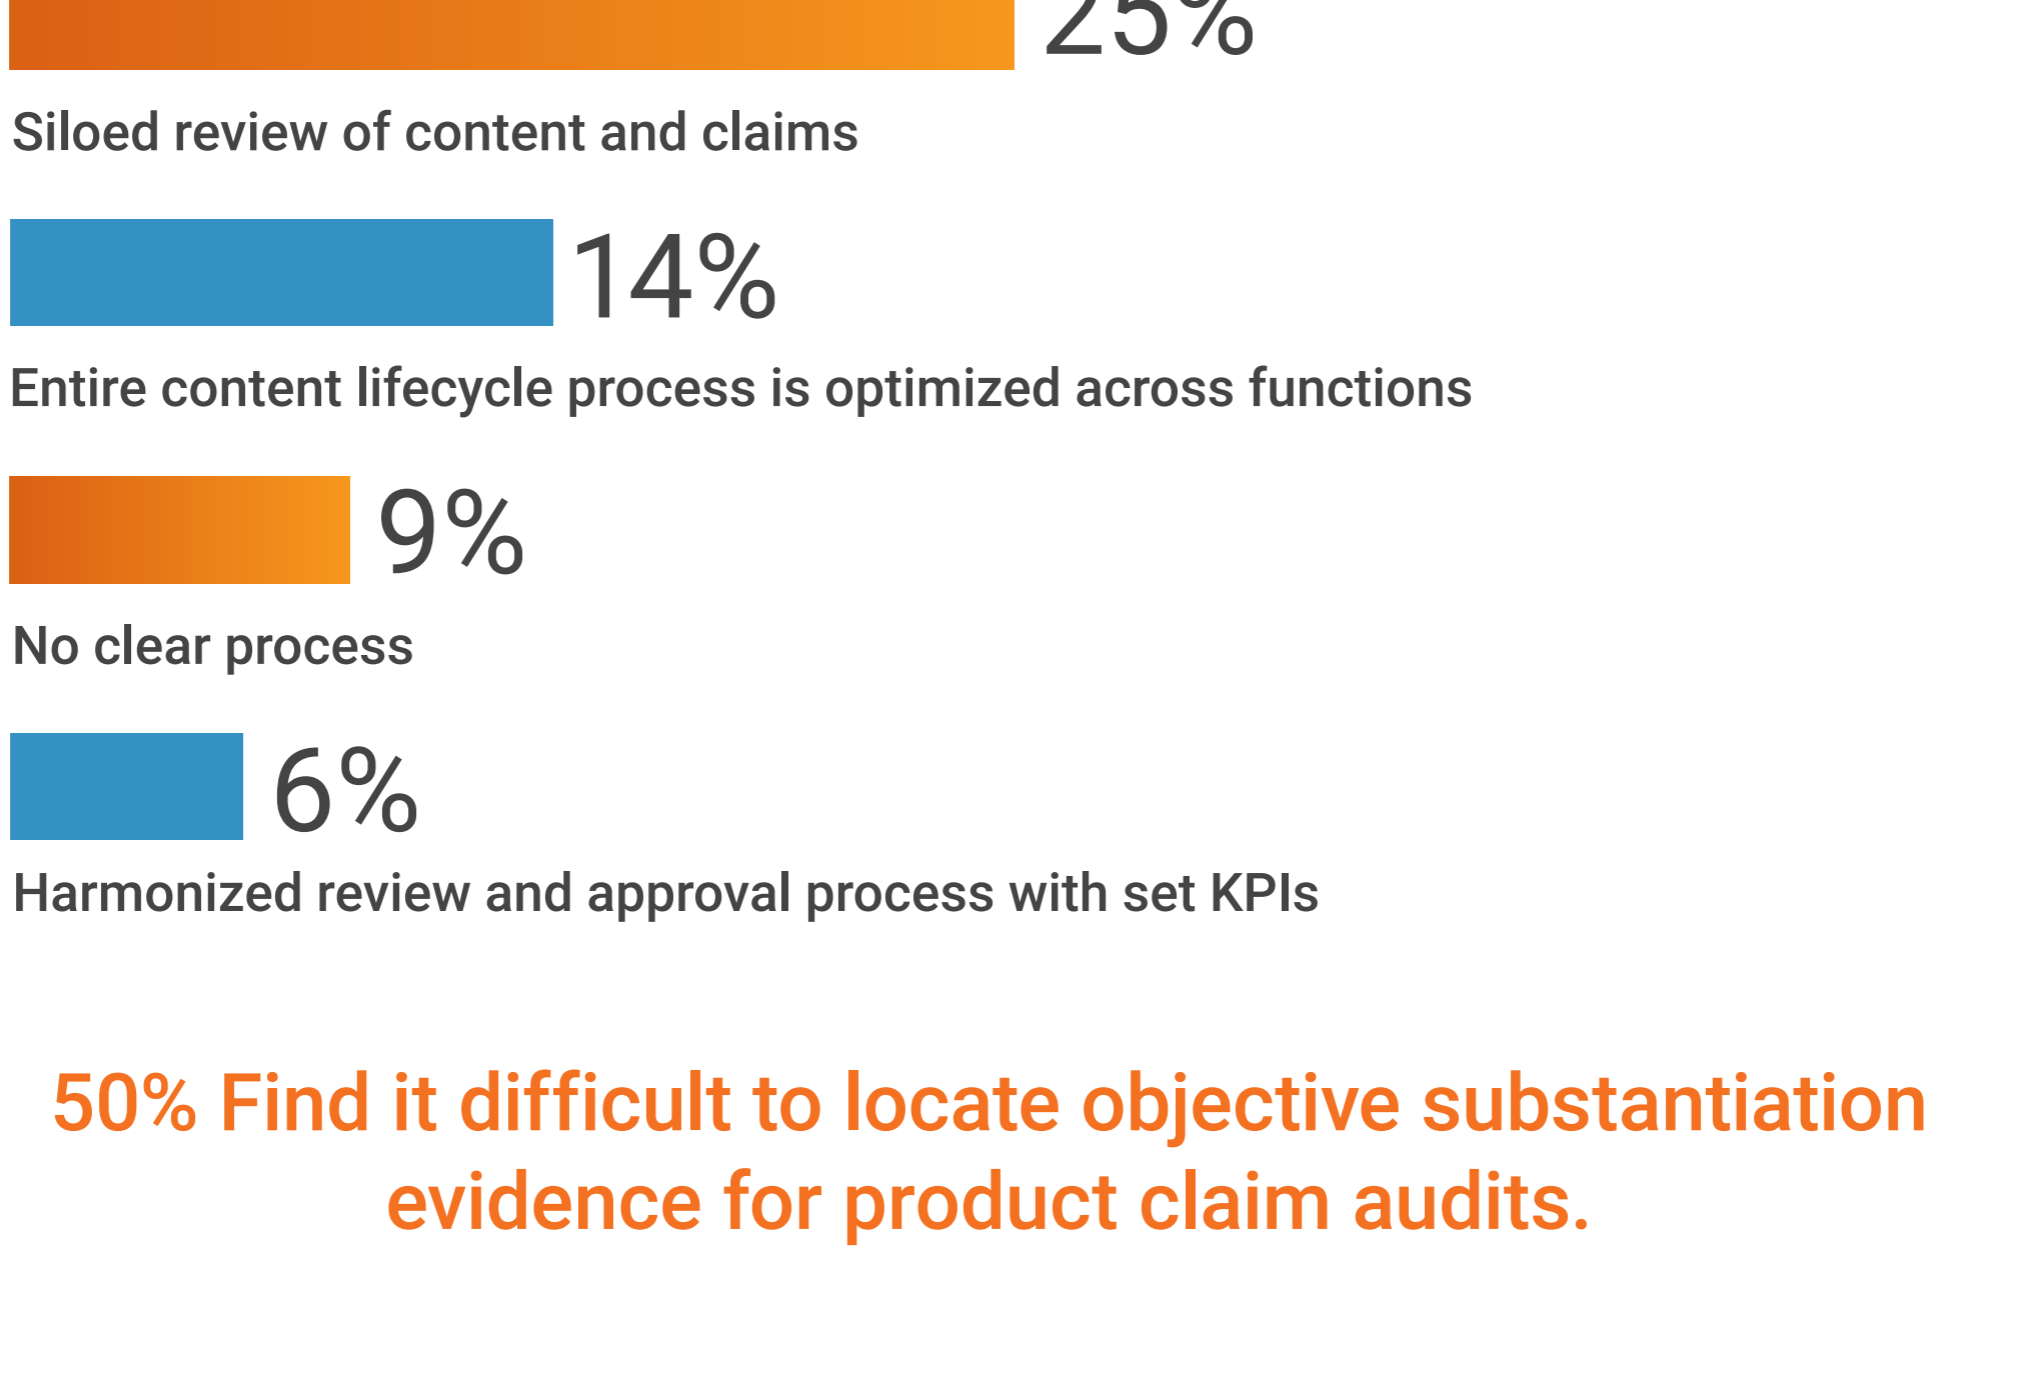 25%
Siloed review of content and claims
14%
Entire content lifecycle process is optimized across functions
9%
No clear process
6%
Harmonized review and approval process with set KPIs
50% Find it difficult to locate objective substantiation
evidence for product claim audits.